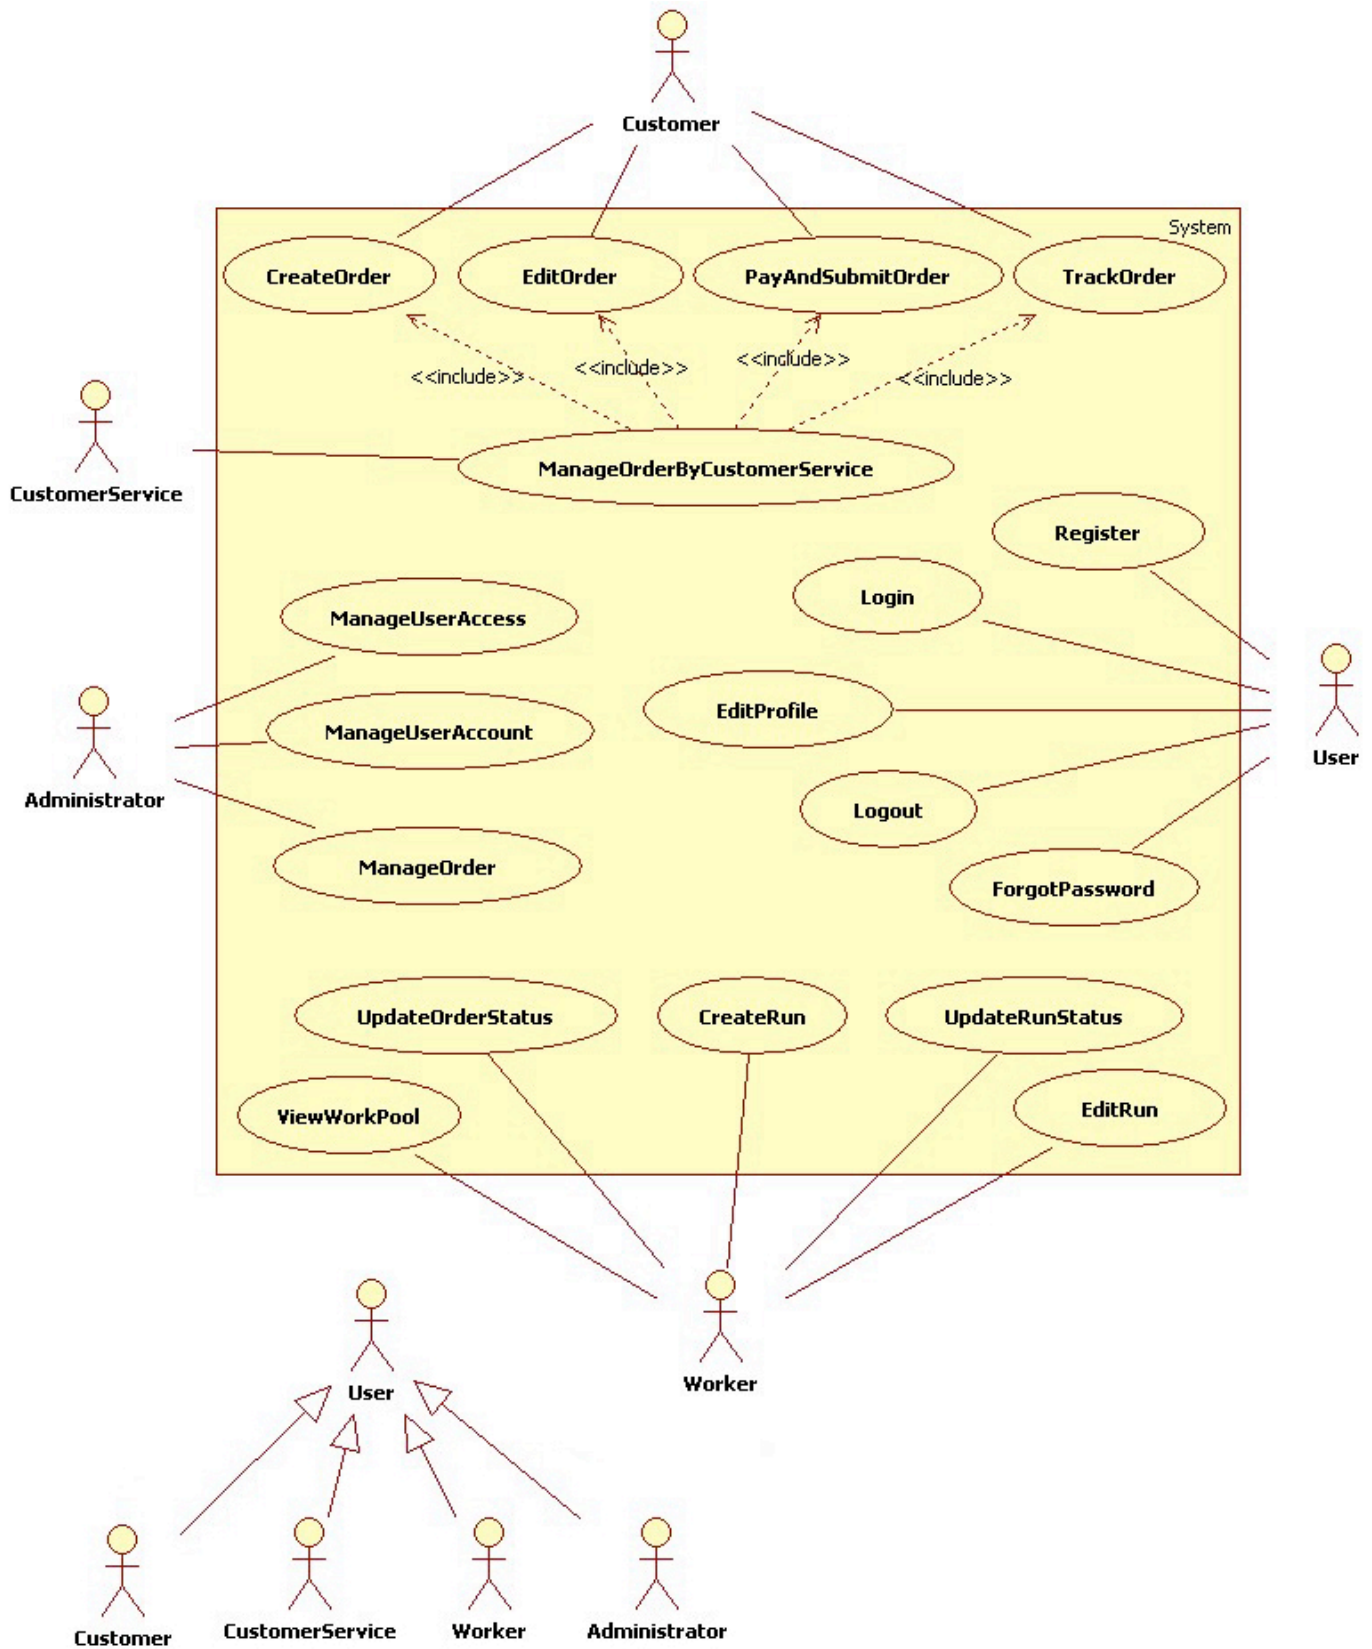 Customer
System
CreateOrder
EditOrder
PayAndSubmitOrder
TrackOrder
<<include>>
<<include>>
<<include>>
<<include>>
CustomerService
ManageOrderByCustomerService
Register
Login
ManageUserAccess
EditProfile
ManageUserAccount
User
Administrator
Logout
ManageOrder
ForgotPassword
UpdateOrderStatus
CreateRun
UpdateRunStatus
ViewWorkPool
EditRun
Worker
User
Customer
CustomerService
Worker
Administrator